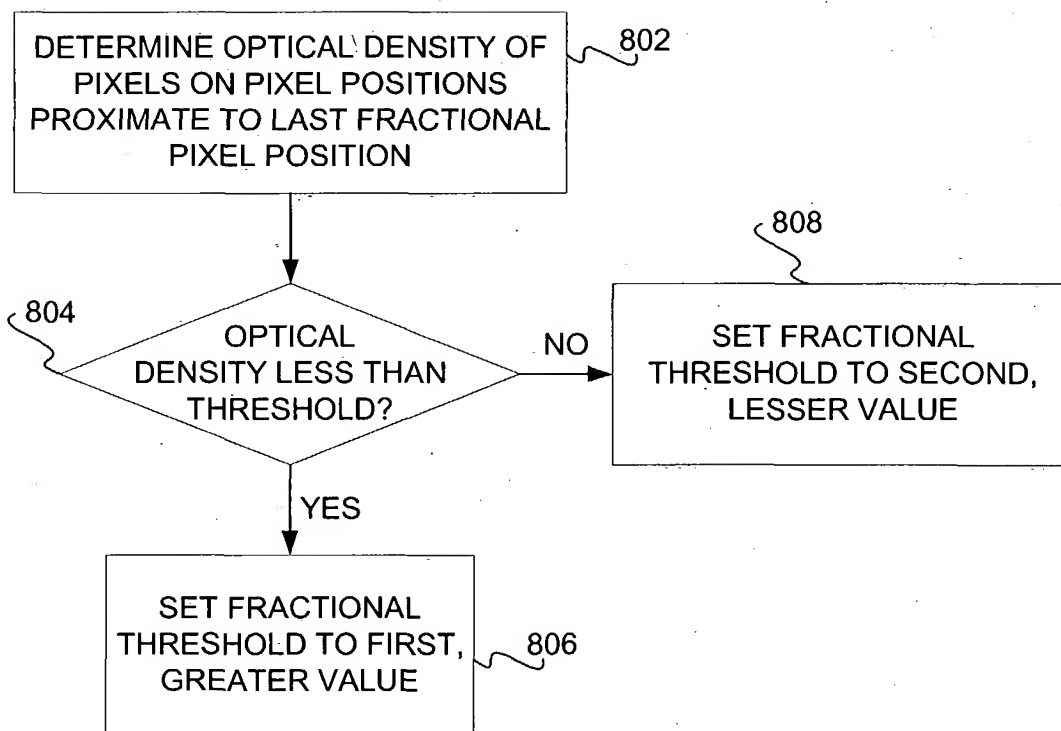 DETERMINE OPTICAL DENSITY OF
PIXELS ON PIXEL POSITIONS
PROXIMATE TO LAST FRACTIONAL
PIXEL POSITION
802
804
OPTICAL
DENSITY LESS THAN
THRESHOLD?
NO
808
SET FRACTIONAL
THRESHOLD TO SECOND,
LESSER VALUE
YES
SET FRACTIONAL
THRESHOLD TO FIRST,
GREATER VALUE
806